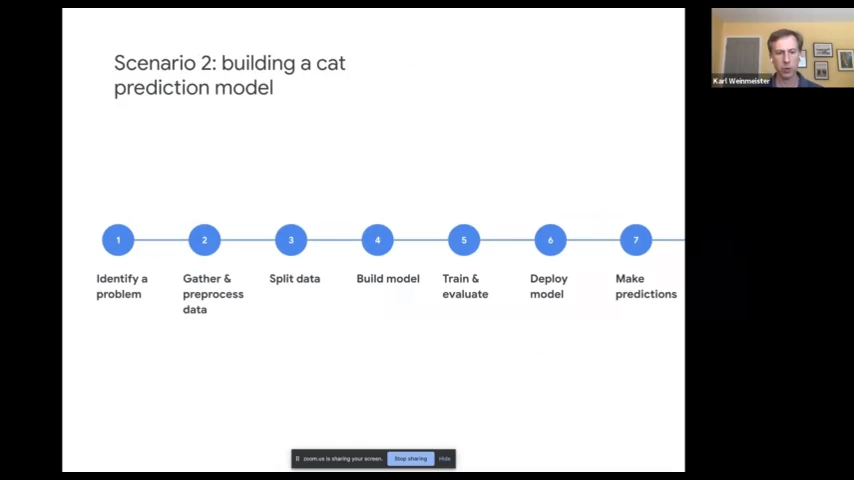 Scenario 2: building a cat
prediction model
Karl Weinmeister
1
2
3
4
5
6
7
Identify a
problem
Gather &
preprocess
data
Split data
Build model
Train &
evaluate
Deploy
model
Make
predictions
zoom.us is sharing your screen.
Stop sharing
Hide